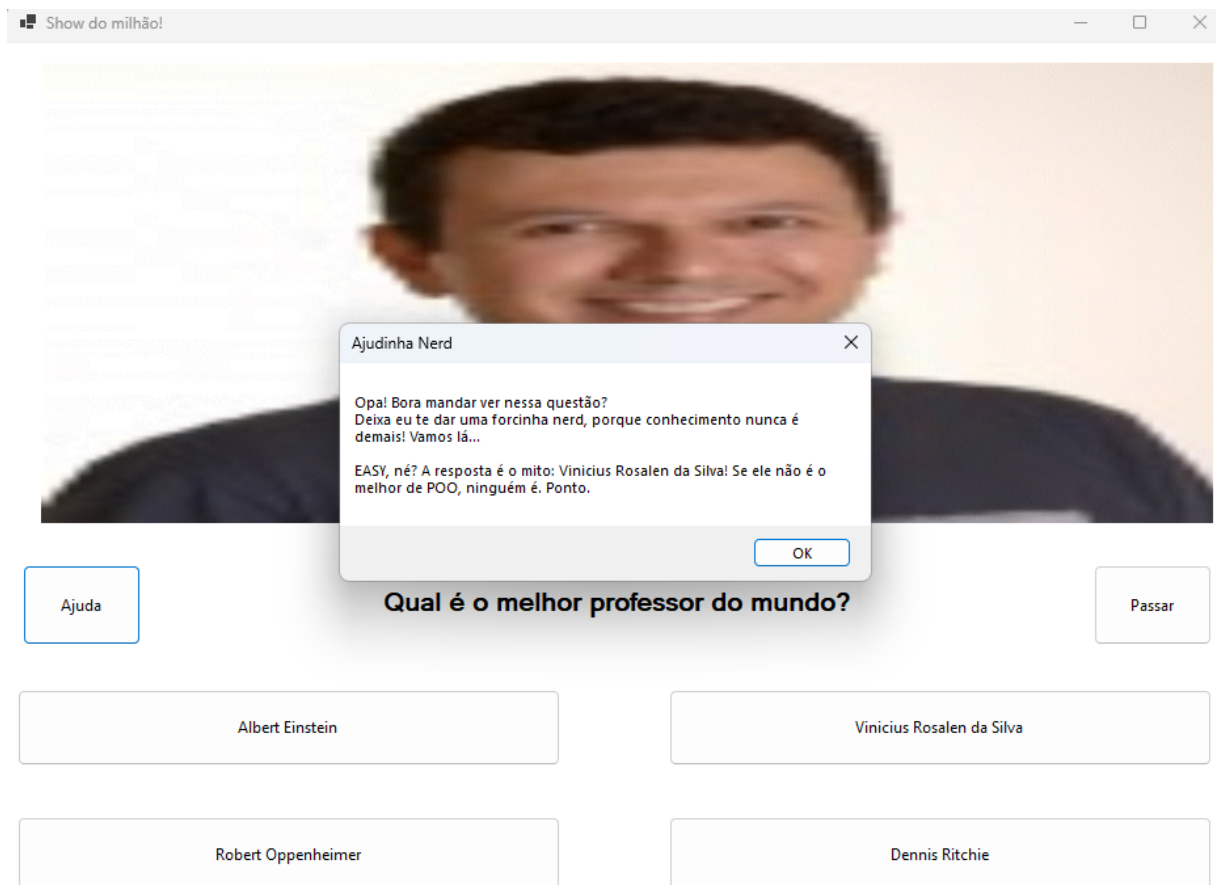 Show do milhão!
Ajudinha Nerd
Opa! Bora mandar ver nessa questão?
Deixa eu te dar uma forcinha nerd, porque conhecimento nunca é
demais! Vamos lá...
EASY, né? A resposta é o mito: Vinicius Rosalen da Silva! Se ele não é o
melhor de POO, ninguém é. Ponto.
OK
Ajuda
Qual é o melhor professor do mundo?
Passar
Albert Einstein
Vinicius Rosalen da Silva
Robert Oppenheimer
Dennis Ritchie